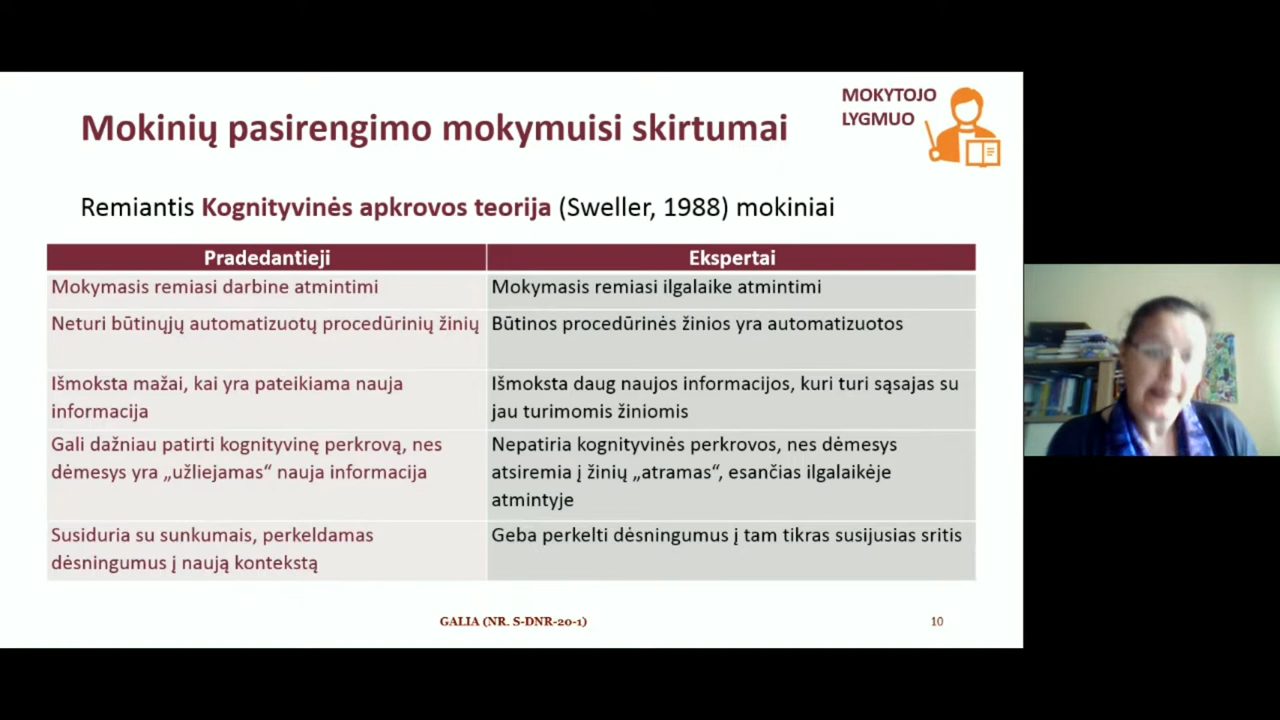 MOKYTOJO
LYGMUO
Mokinių pasirengimo mokymuisi skirtumai
Remiantis Kognityvinės apkrovos teorija (Sweller, 1988) mokiniai
Pradedantieji
Ekspertai
Mokymasis remiasi darbine atmintimi
Mokymasis remiasi ilgalaike atmintimi
Neturi būtinųjų automatizuotų procedūrinių žinių
Būtinos procedūrinės žinios yra automatizuotos
Išmoksta mažai, kai yra pateikiama nauja
informacija
Išmoksta daug naujos informacijos, kuri turi sąsajas su
jau turimomis žiniomis
Gali dažniau patirti kognityvinę perkrovą, nes
dėmesys yra „užliejamas“ nauja informacija
Nepatiria kognityvinės perkrovos, nes dėmesys
atsiremia į žinių „atramas“, esančias ilgalaikėje
atmintyje
Susiduria su sunkumais, perkeldamas
dėsningumus į naują kontekstą
Geba perkelti dėsningumus į tam tikras susijusias sritis
GALIA (NR. S-DNR-20-1)
10